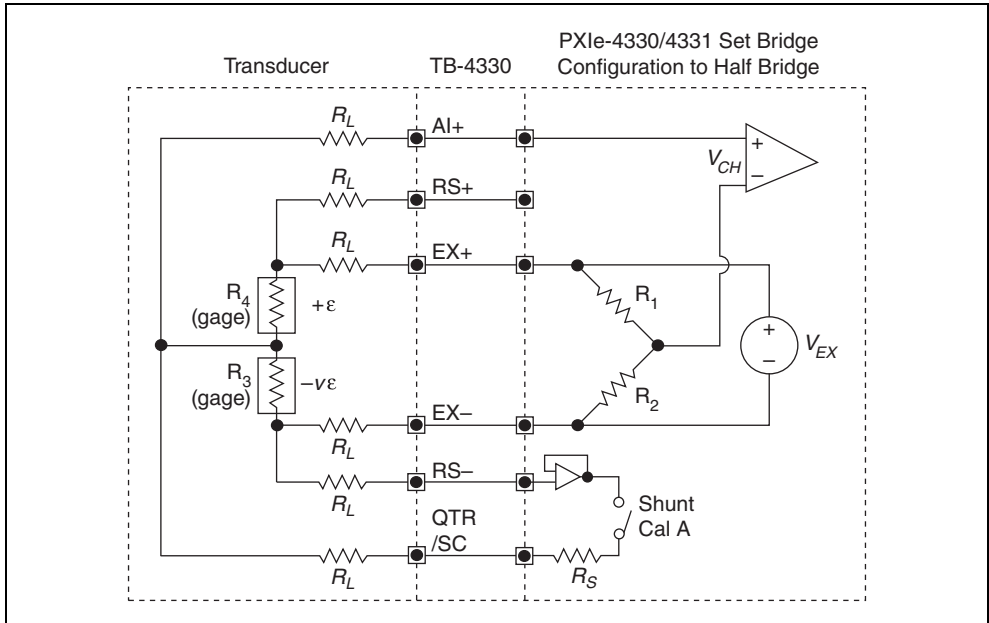 PXIe-4330/4331 Set Bridge
Transducer TB-4330 Configuration to Half Bridge
R_L AI+
+
V_CH
−
R_L RS+
R_L EX+
R_4
(gage)
+ε
R_1
+
V_EX
−
R_3
(gage)
−νε
R_2
EX−
R_L
RS−
R_L
Shunt
Cal A
QTR
/SC
R_L
R_S